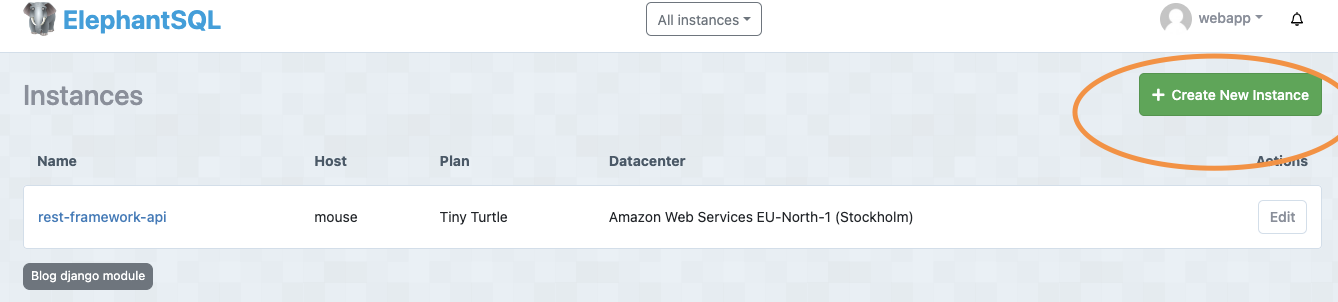 ElephantSQL
All instances
webapp
Instances
+ Create New Instance
Name Host Plan Datacenter Actions
rest-framework-api mouse Tiny Turtle Amazon Web Services EU-North-1 (Stockholm) Edit
Blog django module